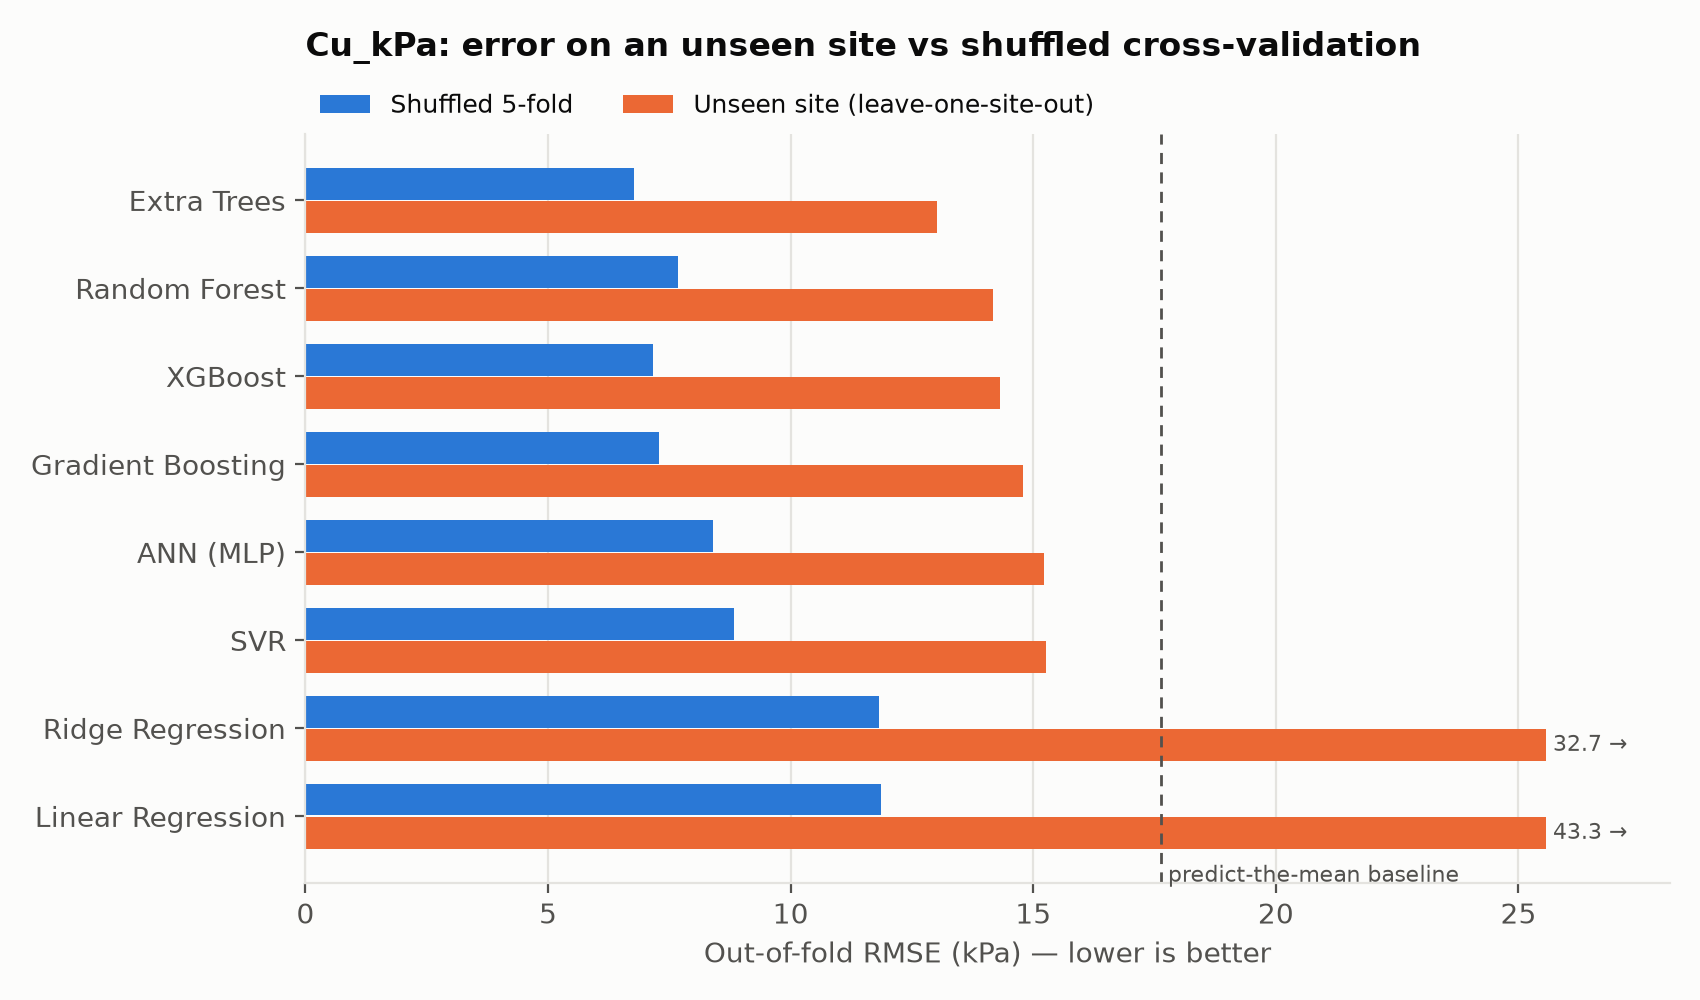 Cu_kPa: error on an unseen site vs shuffled cross-validation
Shuffled 5-fold
Unseen site (leave-one-site-out)
Extra Trees
Random Forest
XGBoost
Gradient Boosting
ANN (MLP)
SVR
Ridge Regression
32.7 →
Linear Regression
43.3 →
predict-the-mean baseline
0 5 10 15 20 25
Out-of-fold RMSE (kPa) — lower is better